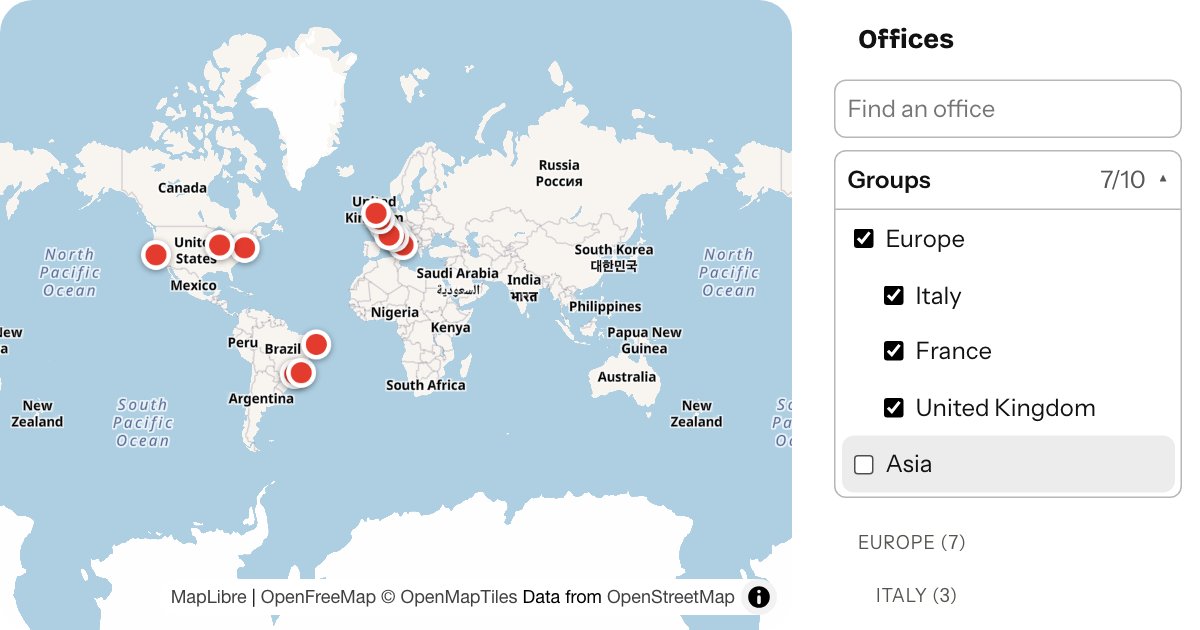 Canada
Russia
Россия
United
Kingdom
United
States
North
Pacific
Ocean
South Korea
대한민국
North
Pacific
Ocean
Saudi Arabia
السعودية
India
भारत
Mexico
Nigeria
Philippines
Kenya
Papua New
Guinea
Peru
Brazil
Australia
South Africa
Argentina
New
Zealand
South
Pacific
Ocean
New
Zealand
MapLibre | OpenFreeMap © OpenMapTiles Data from OpenStreetMap
Offices
Find an office
Groups 7/10
Europe
Italy
France
United Kingdom
Asia
EUROPE (7)
ITALY (3)